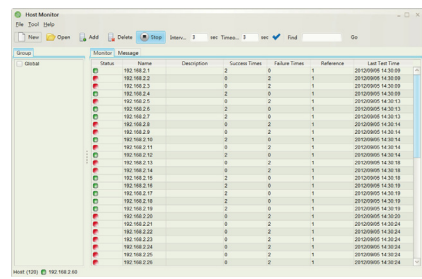 Host Monitor
File Tool Help
New Open Add Delete Stop Interv... 3 sec Timeo... 3 sec Find Go
Group Monitor Message
Global
Status Name Description Success Times Failure Times Reference Last Test Time
192.168.2.1 2 0 1 2012/09/05 14:30:08
192.168.2.2 0 2 1 2012/09/05 14:30:08
192.168.2.3 0 2 1 2012/09/05 14:30:09
192.168.2.4 0 2 1 2012/09/05 14:30:09
192.168.2.5 0 2 1 2012/09/05 14:30:13
192.168.2.6 2 0 1 2012/09/05 14:30:13
192.168.2.7 2 0 1 2012/09/05 14:30:14
192.168.2.8 0 2 1 2012/09/05 14:30:14
192.168.2.9 0 2 1 2012/09/05 14:30:14
192.168.2.10 2 0 1 2012/09/05 14:30:14
192.168.2.11 0 2 1 2012/09/05 14:30:14
192.168.2.12 2 0 1 2012/09/05 14:30:14
192.168.2.13 0 2 1 2012/09/05 14:30:18
192.168.2.14 0 2 1 2012/09/05 14:30:18
2 0 1
192.168.2.16 2 0 1 2012/09/05 14:30:19
192.168.2.17 2 0 1 2012/09/05 14:30:19
192.168.2.18 2 0 1 2012/09/05 14:30:19
192.168.2.19 2 0 1 2012/09/05 14:30:19
192.168.2.20 0 2 1 2012/09/05 14:30:20
192.168.2.21 0 2 1 2012/09/05 14:30:24
192.168.2.22 0 2 1 2012/09/05 14:30:24
192.168.2.23 0 2 1 2012/09/05 14:30:24
192.168.2.24 0 2 1 2012/09/05 14:30:24
192.168.2.25 0 2 1 2012/09/05 14:30:24
192.168.2.26 0 2 1 2012/09/05 14:30:24
Host: (120) 192.168.2.60